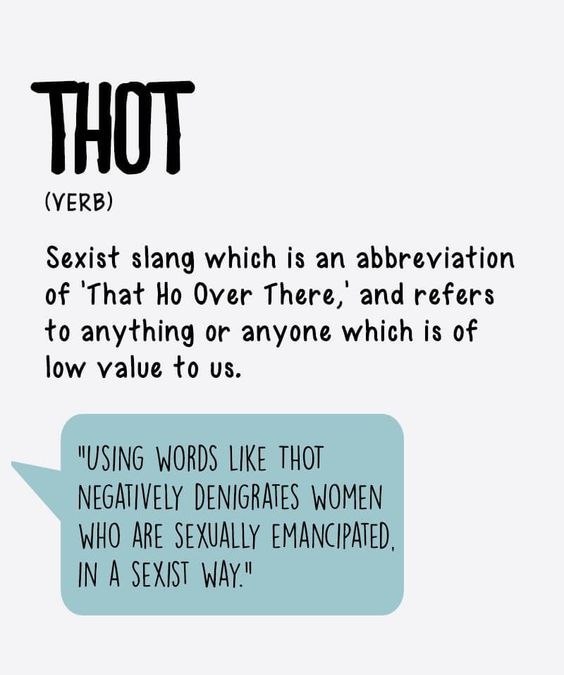 THOT
(VERB)
Sexist slang which is an abbreviation
of 'That Ho Over There,' and refers
to anything or anyone which is of
low value to us.
"USING WORDS LIKE THOT
NEGATIVELY DENIGRATES WOMEN
WHO ARE SEXUALLY EMANCIPATED,
IN A SEXIST WAY."